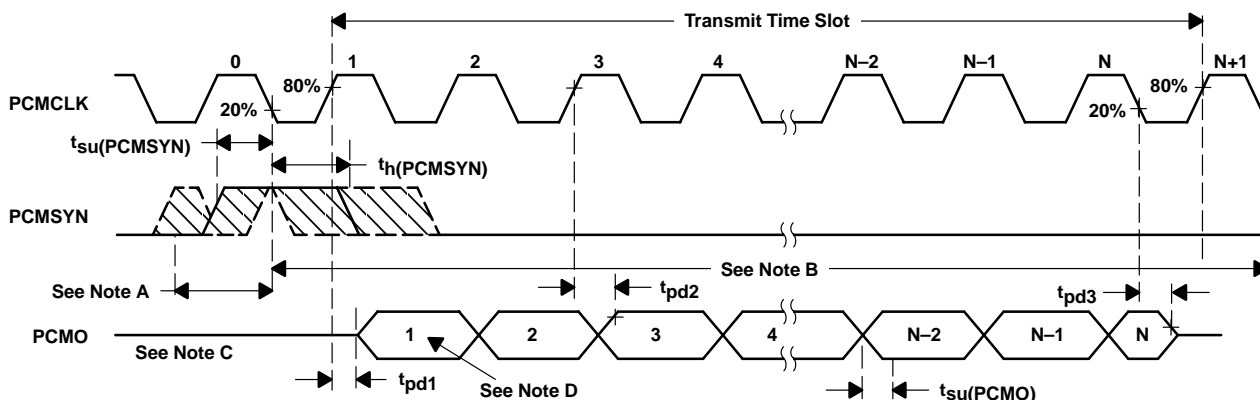 Transmit Time Slot
0 1 2 3 4 N–2 N–1 N N+1
PCMCLK
80%
20%
80%
20%
tsu(PCMSYN)
th(PCMSYN)
PCMSYN
See Note A
See Note B
tpd2
tpd3
PCMO
1 2 3 4 N–2 N–1 N
See Note C
tpd1
See Note D
tsu(PCMO)